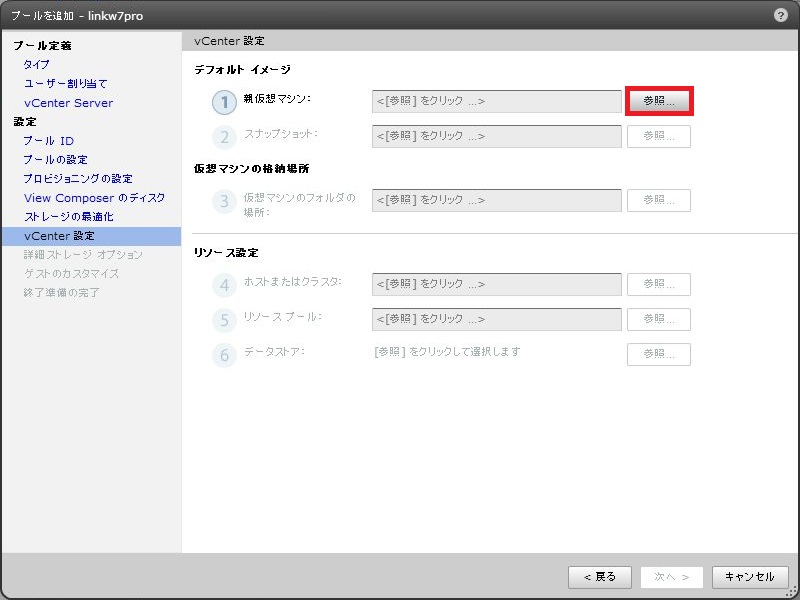 プールを追加 - linkw7pro
?
プール定義
タイプ
ユーザー割り当て
vCenter Server
設定
プール ID
プールの設定
プロビジョニングの設定
View Composer のディスク
ストレージの最適化
vCenter 設定
詳細ストレージ オプション
ゲストのカスタマイズ
終了準備の完了
vCenter 設定
デフォルト イメージ
1 親仮想マシン: <[参照] をクリック ...> 参照...
2 スナップショット: <[参照] をクリック ...> 参照...
仮想マシンの格納場所
3 仮想マシンのフォルダの <[参照] をクリック ...> 参照...
場所:
リソース設定
4 ホストまたはクラスタ: <[参照] をクリック ...> 参照...
5 リソース プール: <[参照] をクリック ...> 参照...
6 データストア: [参照] をクリックして選択します 参照...
< 戻る 次へ > キャンセル